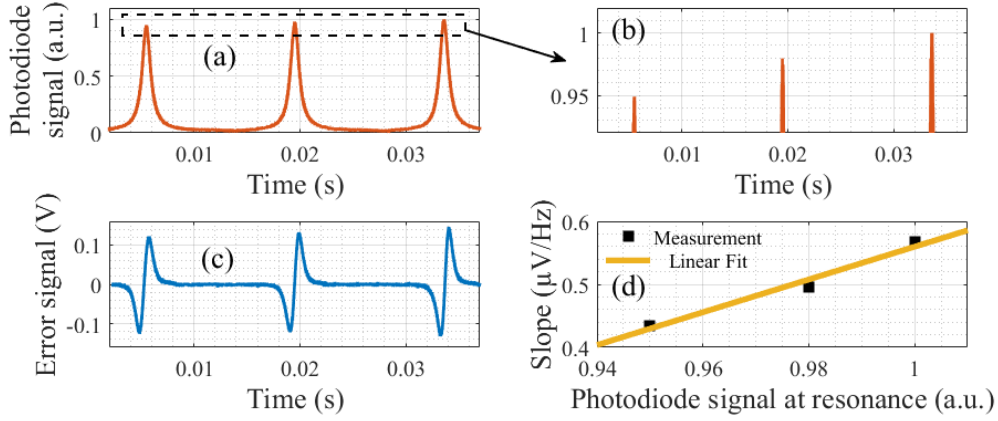 Photodiode
signal (a.u.)
1
0.5
0
(a)
0.01
0.02
0.03
Time (s)
(b)
1
0.95
0.01
0.02
0.03
Time (s)
Error signal (V)
0.1
0
-0.1
(c)
0.01
0.02
0.03
Time (s)
Slope (µV/Hz)
0.6
0.5
0.4
Measurement
Linear Fit
(d)
0.94
0.96
0.98
1
Photodiode signal at resonance (a.u.)